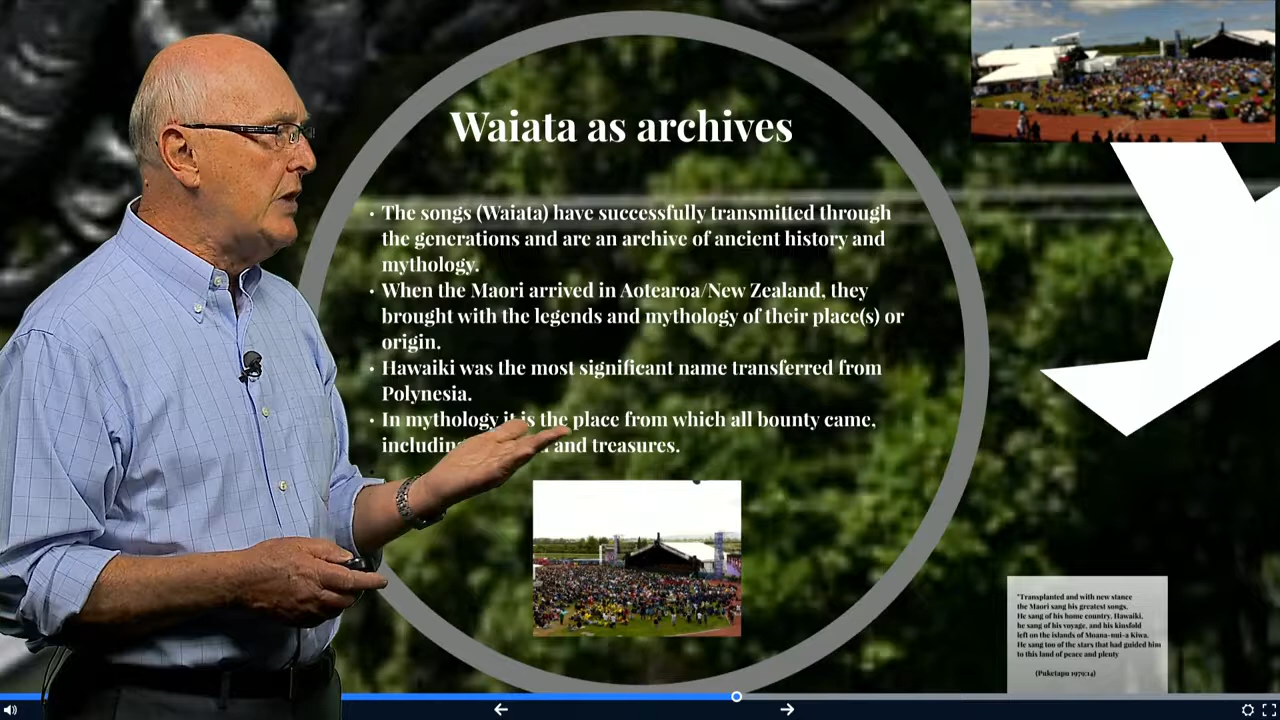 Waiata as archives
• The songs (Waiata) have successfully transmitted through
the generations and are an archive of ancient history and
mythology.
• When the Maori arrived in Aotearoa/New Zealand, they
brought with the legends and mythology of their place(s) or
origin.
• Hawaiki was the most significant name transferred from
Polynesia.
• In mythology it is the place from which all bounty came,
including and treasures.
"Transplanted and with new stance
the Maori sang his greatest songs.
He sang of his home country, Hawaiki,
he sang of his voyage, and his kinsfold
left on the islands of Moana-nui-a Kiwa.
He sang too of the stars that had guided him
to this land of peace and plenty
(Puketapu 1979:14)